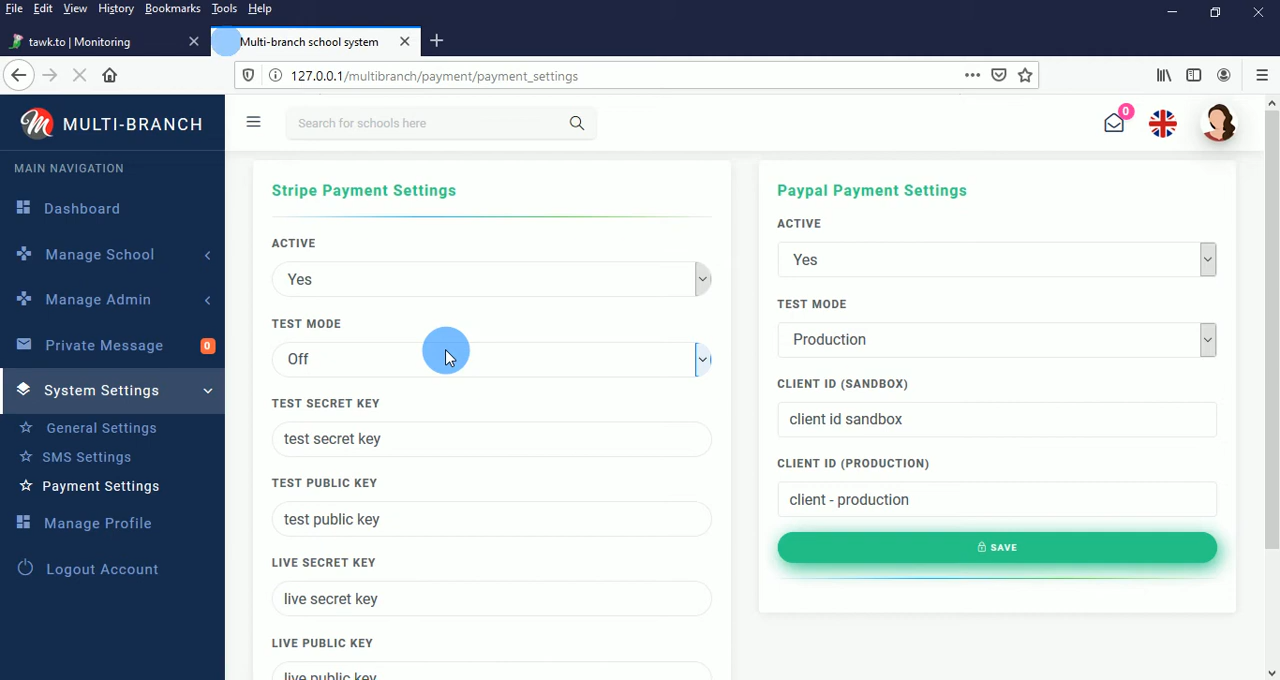 File Edit View History Bookmarks Tools Help
tawk.to | Monitoring
Multi-branch school system
127.0.0.1/multibranch/payment/payment_settings
MULTI-BRANCH
Search for schools here
0
MAIN NAVIGATION
Dashboard
Manage School
Manage Admin
Private Message
0
System Settings
General Settings
SMS Settings
Payment Settings
Manage Profile
Logout Account
Stripe Payment Settings
ACTIVE
Yes
TEST MODE
Off
TEST SECRET KEY
test secret key
TEST PUBLIC KEY
test public key
LIVE SECRET KEY
live secret key
LIVE PUBLIC KEY
live public key
Paypal Payment Settings
ACTIVE
Yes
TEST MODE
Production
CLIENT ID (SANDBOX)
client id sandbox
CLIENT ID (PRODUCTION)
client - production
SAVE